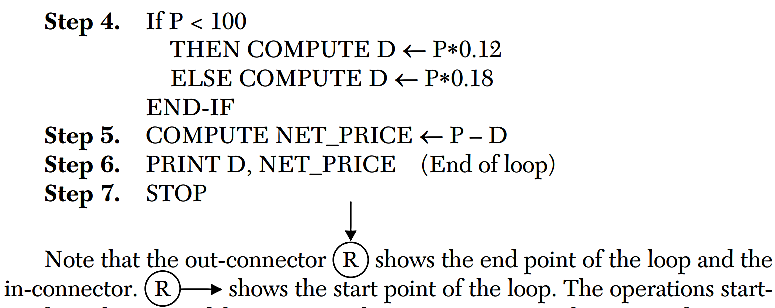 Step 4. If P < 100
THEN COMPUTE D ← P*0.12
ELSE COMPUTE D ← P*0.18
END-IF
Step 5. COMPUTE NET_PRICE ← P – D
Step 6. PRINT D, NET_PRICE (End of loop)
Step 7. STOP
Note that the out-connector R shows the end point of the loop and the
in-connector. R shows the start point of the loop. The operations start-